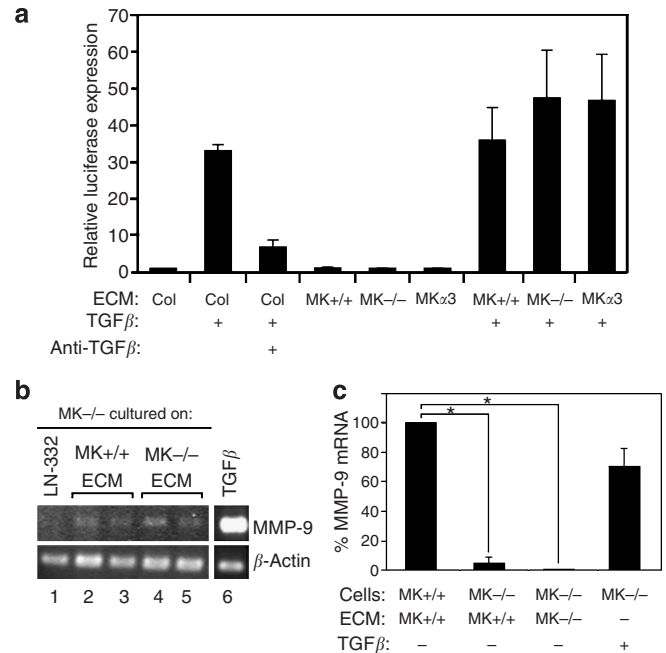 a
Relative luciferase expression
70
60
50
40
30
20
10
0
ECM: Col Col Col MK+/+ MK–/– MKα3 MK+/+ MK–/– MKα3
TGFβ: + + + + +
Anti-TGFβ: +
b
MK–/– cultured on:
LN-332
MK+/+ ECM
MK–/– ECM
TGFβ
MMP-9
β-Actin
1 2 3 4 5 6
c
% MMP-9 mRNA
100
80
60
40
20
0
*
*
Cells: MK+/+ MK–/– MK–/– MK–/–
ECM: MK+/+ MK+/+ MK–/– –
TGFβ: – – – +